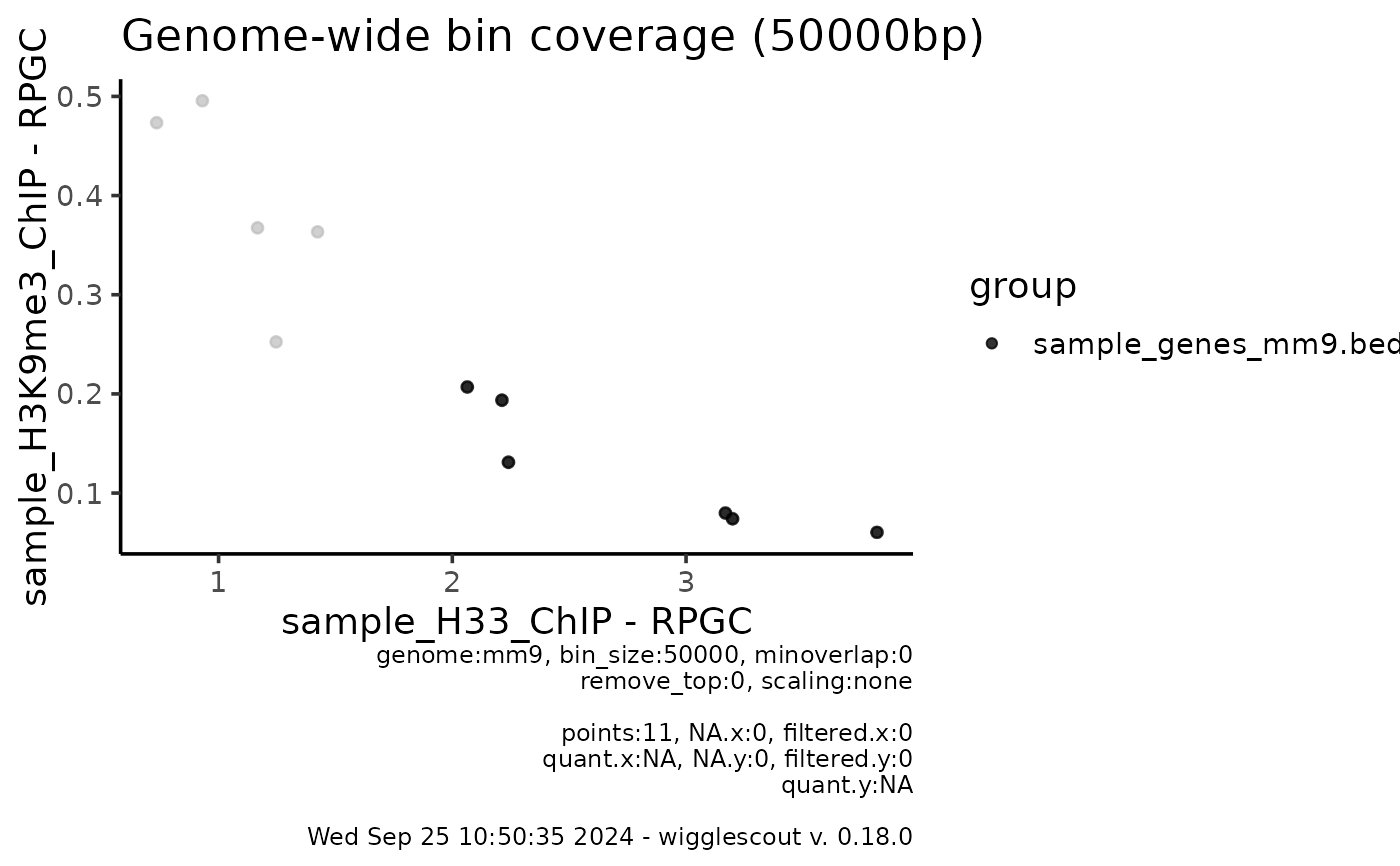 Genome-wide bin coverage (50000bp)
sample_H3K9me3_ChIP - RPGC
0.5
0.4
0.3
0.2
0.1
1 2 3
sample_H33_ChIP - RPGC
group
sample_genes_mm9.bed
genome:mm9, bin_size:50000, minoverlap:0
remove_top:0, scaling:none
points:11, NA.x:0, filtered.x:0
quant.x:NA, NA.y:0, filtered.y:0
quant.y:NA
Wed Sep 25 10:50:35 2024 - wigglescout v. 0.18.0